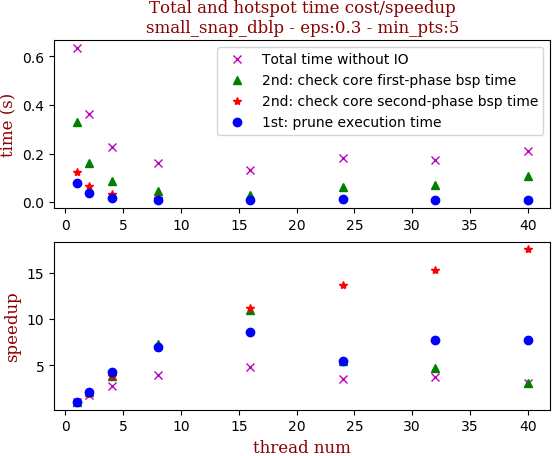 Total and hotspot time cost/speedup
small_snap_dblp - eps:0.3 - min_pts:5
time (s)
0.6
0.4
0.2
0.0
Total time without IO
2nd: check core first-phase bsp time
2nd: check core second-phase bsp time
1st: prune execution time
0 5 10 15 20 25 30 35 40
speedup
15
10
5
0 5 10 15 20 25 30 35 40
thread num